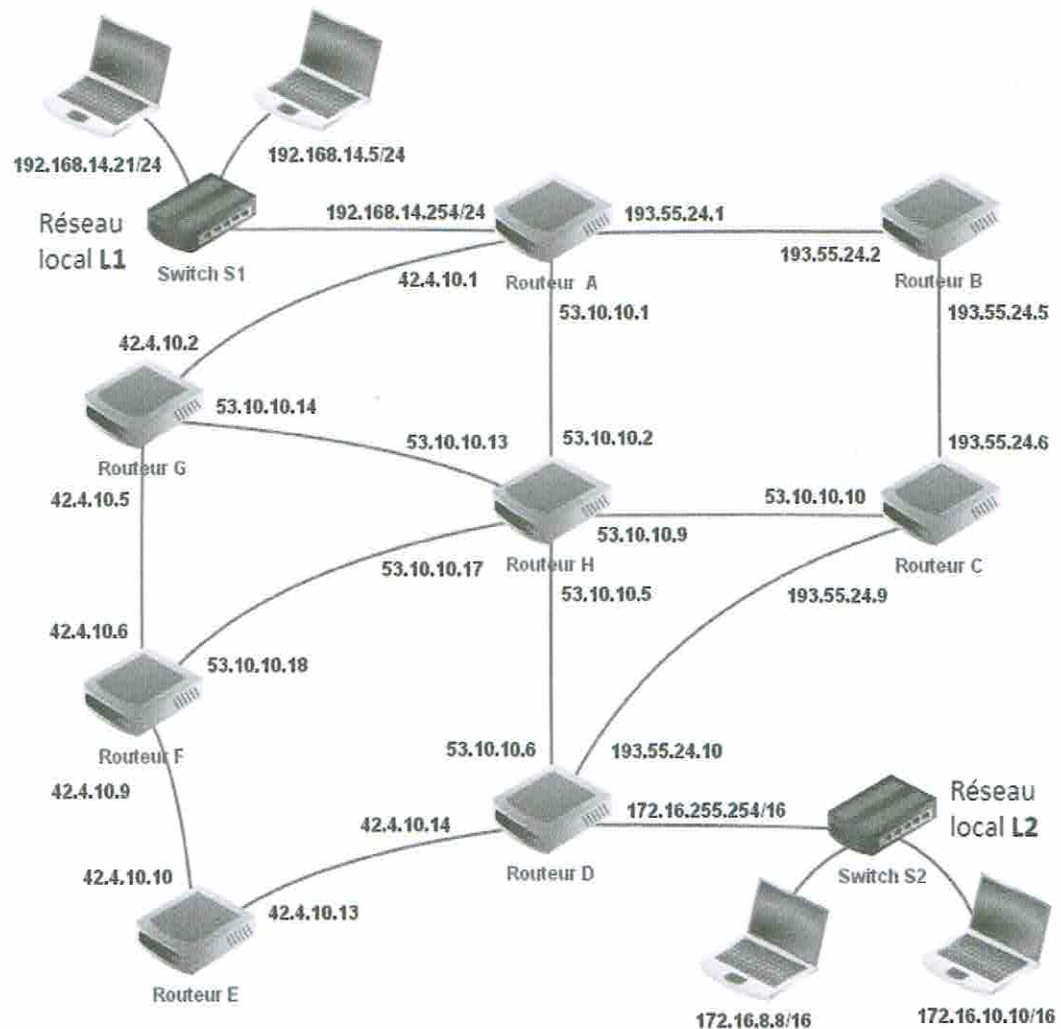 192.168.14.21/24
192.168.14.5/24
Réseau
local L1
Switch S1
192.168.14.254/24
193.55.24.1
Routeur A
193.55.24.2
Routeur B
42.4.10.1
53.10.10.1
193.55.24.5
42.4.10.2
53.10.10.14
53.10.10.13
53.10.10.2
193.55.24.6
Routeur G
42.4.10.5
53.10.10.10
53.10.10.9
53.10.10.17
Routeur H
Routeur C
53.10.10.5
193.55.24.9
42.4.10.6
53.10.10.18
Routeur F
53.10.10.6
193.55.24.10
42.4.10.9
42.4.10.14
172.16.255.254/16
Réseau
local L2
Routeur D
Switch S2
42.4.10.10
42.4.10.13
Routeur E
172.16.8.8/16
172.16.10.10/16